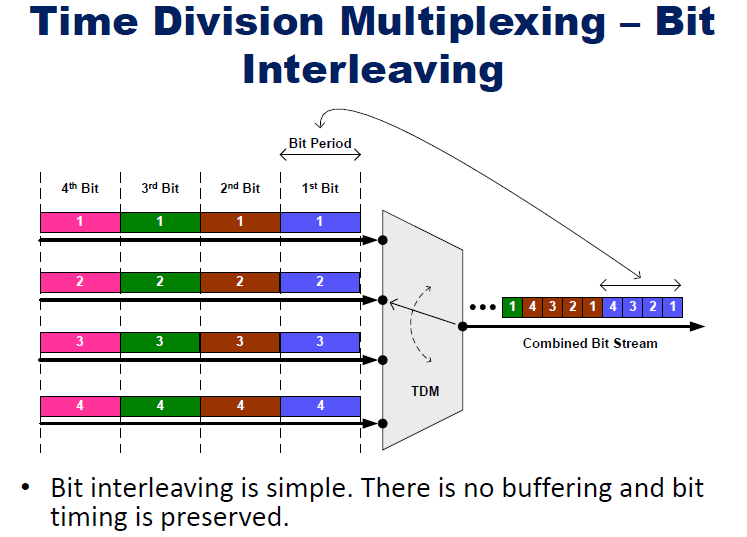 Time Division Multiplexing – Bit
Interleaving
Bit Period
4th Bit 3rd Bit 2nd Bit 1st Bit
1 1 1 1
2 2 2 2
••• 1 4 3 2 1 4 3 2 1
3 3 3 3
Combined Bit Stream
TDM
4 4 4 4
• Bit interleaving is simple. There is no buffering and bit
timing is preserved.